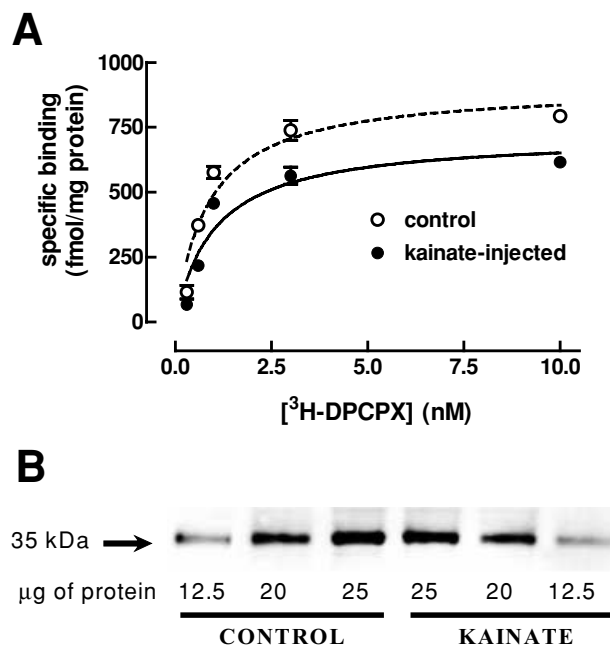 A
1000
750
500
250
0
specific binding
(fmol/mg protein)
control
kainate-injected
0.0 2.5 5.0 7.5 10.0
[³H-DPCPX] (nM)
B
35 kDa
µg of protein 12.5 20 25 25 20 12.5
CONTROL KAINATE